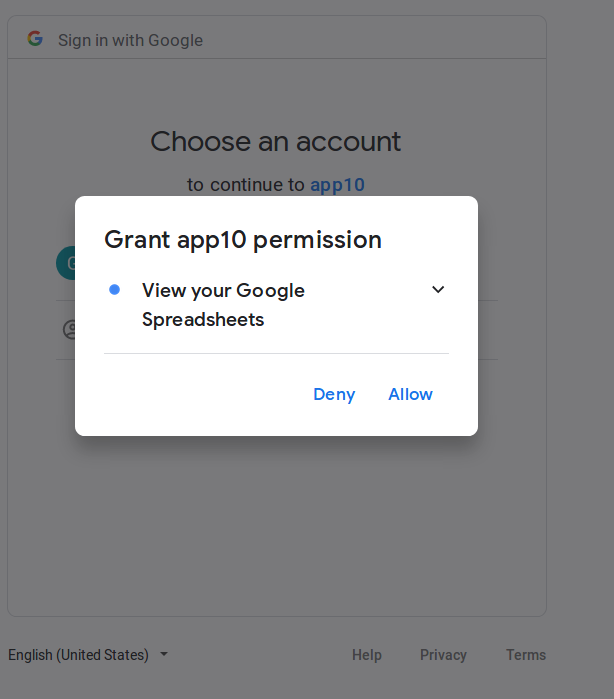 Sign in with Google
Choose an account
to continue to app10
Grant app10 permission
View your Google
Spreadsheets
Deny
Allow
English (United States)
Help
Privacy
Terms